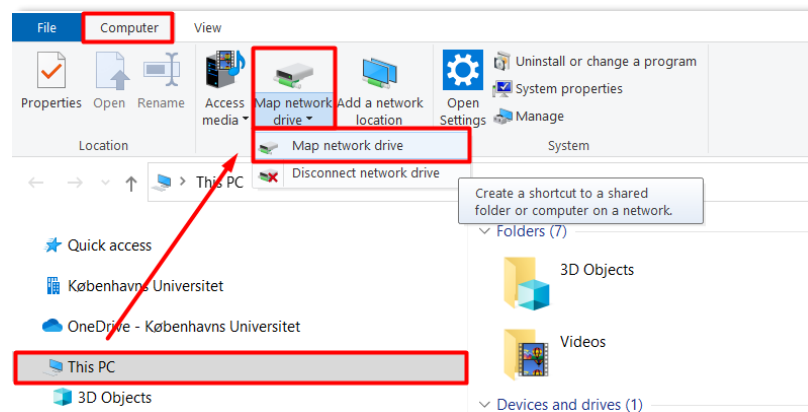 File Computer View
Properties Open Rename Access media Map network drive Add a network location Open Settings Uninstall or change a program
System properties
Manage
Location System
Map network drive
Disconnect network drive
This PC
Create a shortcut to a shared
folder or computer on a network.
Quick access
Københavns Universitet
OneDrive - Københavns Universitet
This PC
3D Objects
Folders (7)
3D Objects
Videos
Devices and drives (1)